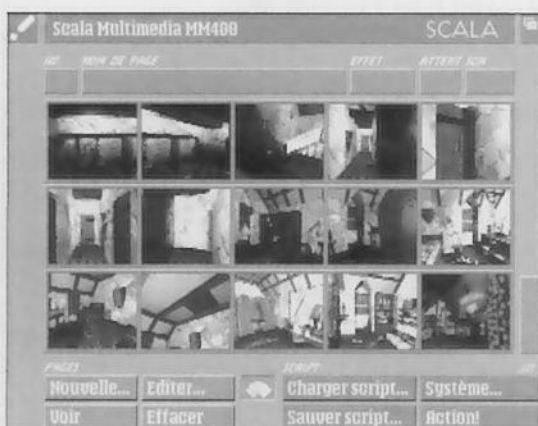 Scala Multimedia MM400 SCALA
NO NOM DE PAGE EFFET ATTENT SON
PAGES SCRIPT
Nouvelle... Editer... Charger script... Système...
Voir Effacer Sauver script... Action!